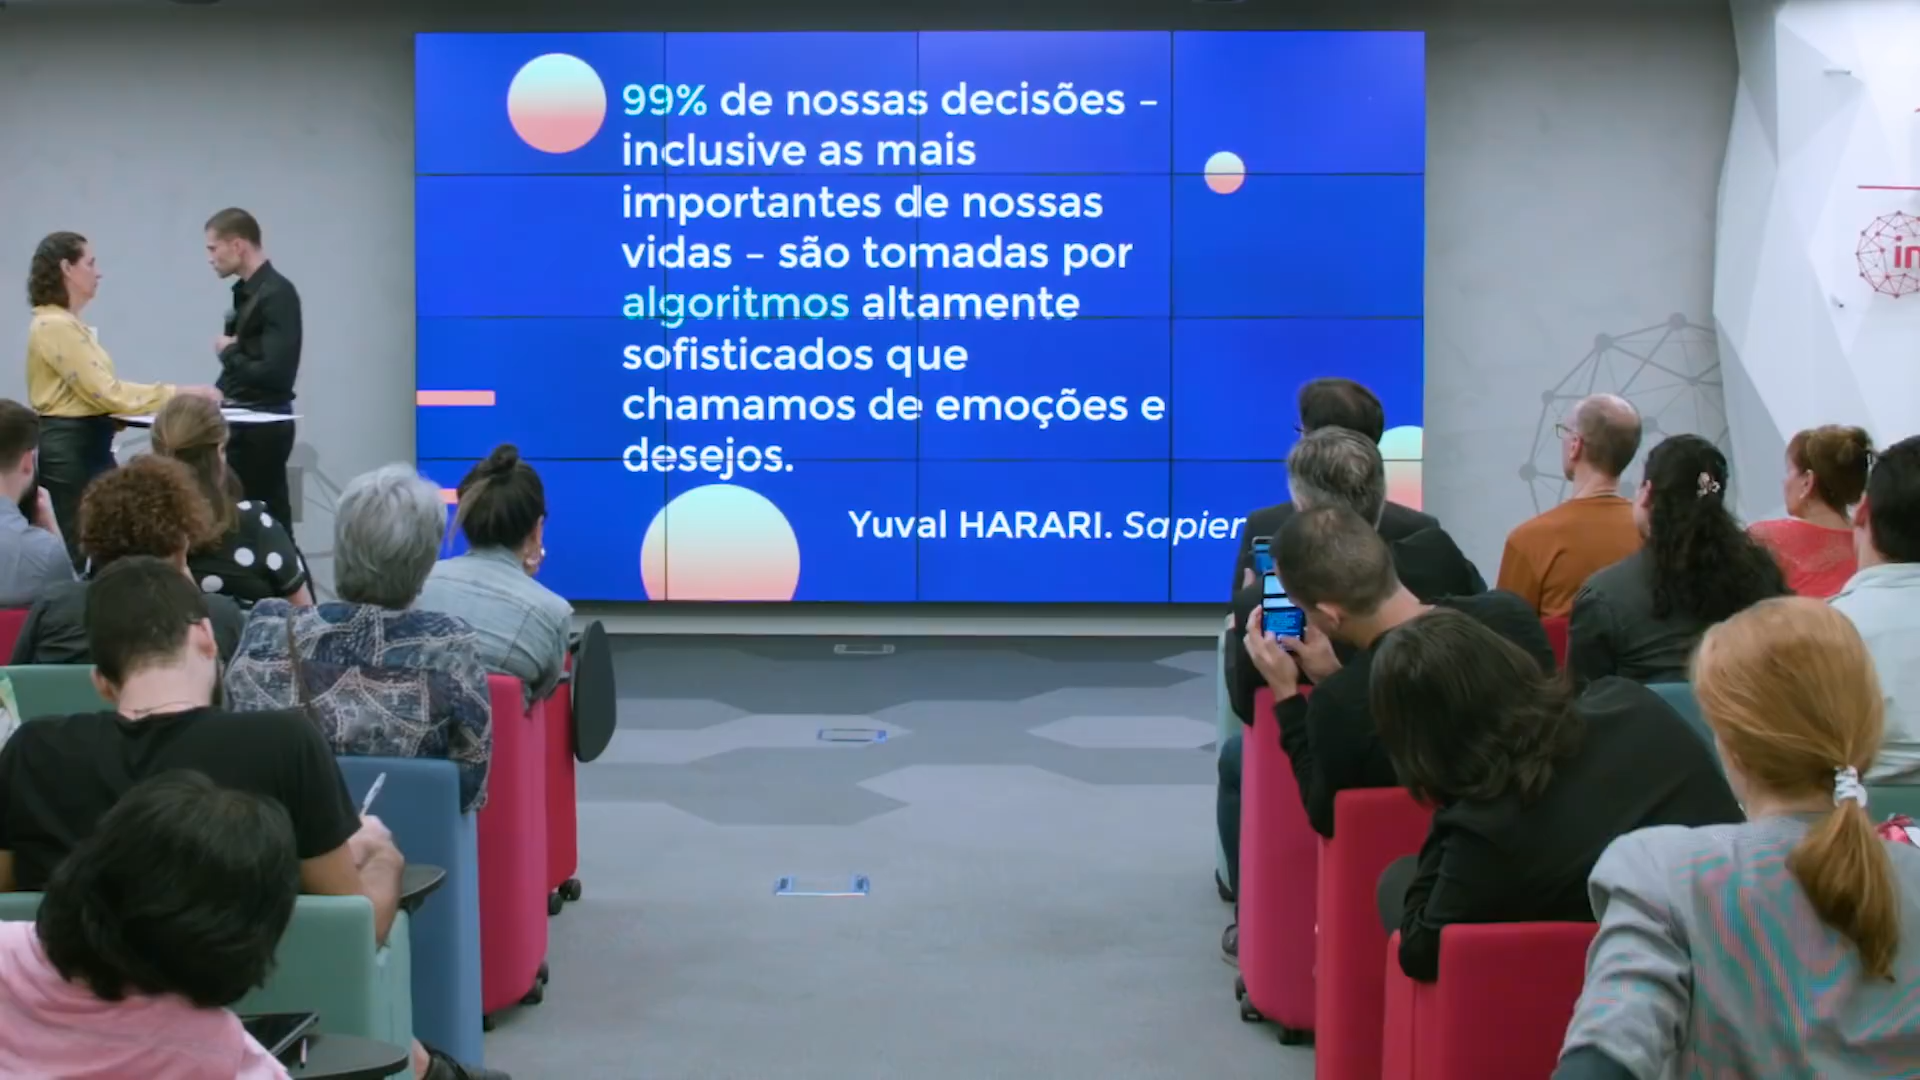 99% de nossas decisões –
inclusive as mais
importantes de nossas
vidas – são tomadas por
algoritmos altamente
sofisticados que
chamamos de emoções e
desejos.
Yuval HARARI. Sapien
in